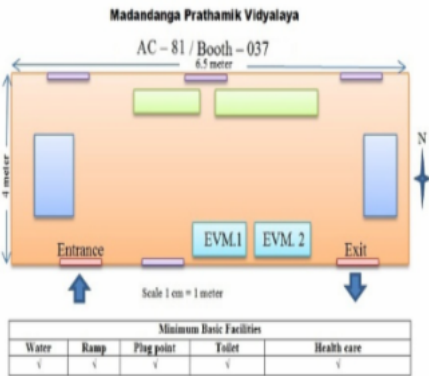 Madandanga Prathamik Vidyalaya
AC – 81 / Booth – 037
6.5 meter
4 meter
N
EVM.1 EVM. 2
Entrance Exit
Scale 1 cm = 1 meter
Minimum Basic Facilities
Water Ramp Plug point Toilet Health care
√ √ √ √ √